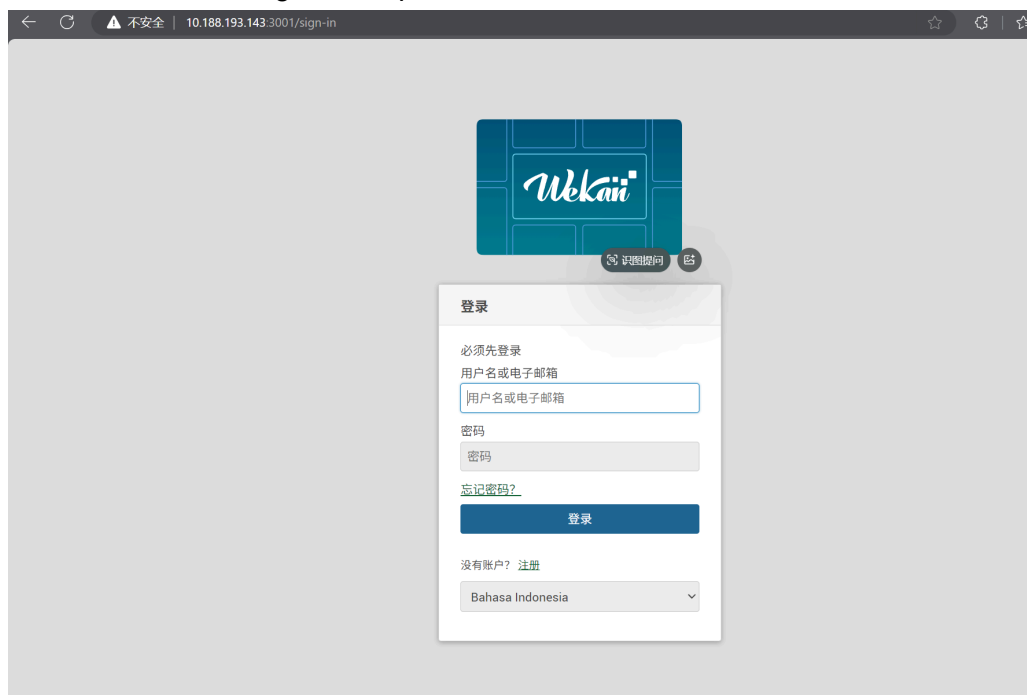 不安全 | 10.188.193.143:3001/sign-in
Wekan
识图提问
登录
必须先登录
用户名或电子邮箱
用户名或电子邮箱
密码
密码
忘记密码？
登录
没有账户？ 注册
Bahasa Indonesia